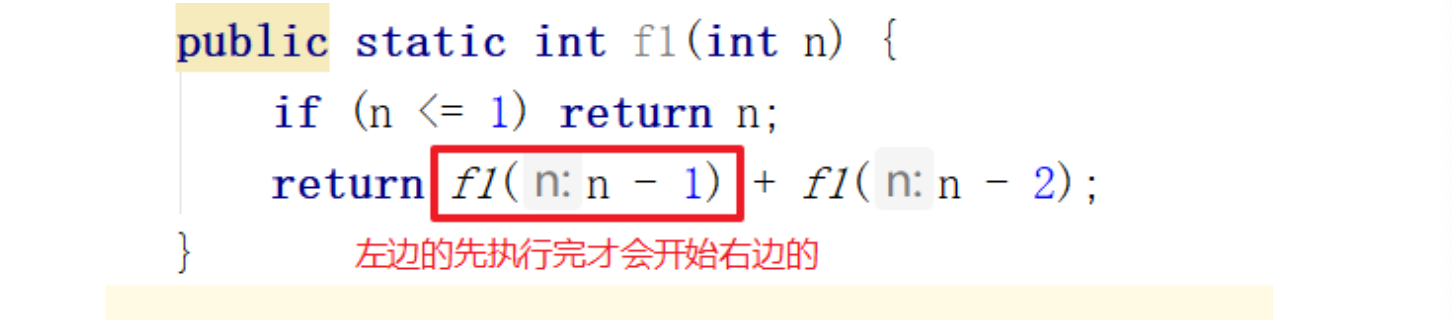 public static int f1(int n) {
if (n <= 1) return n;
return f1( n: n - 1) + f1( n: n - 2);
}
左边的先执行完才会开始右边的